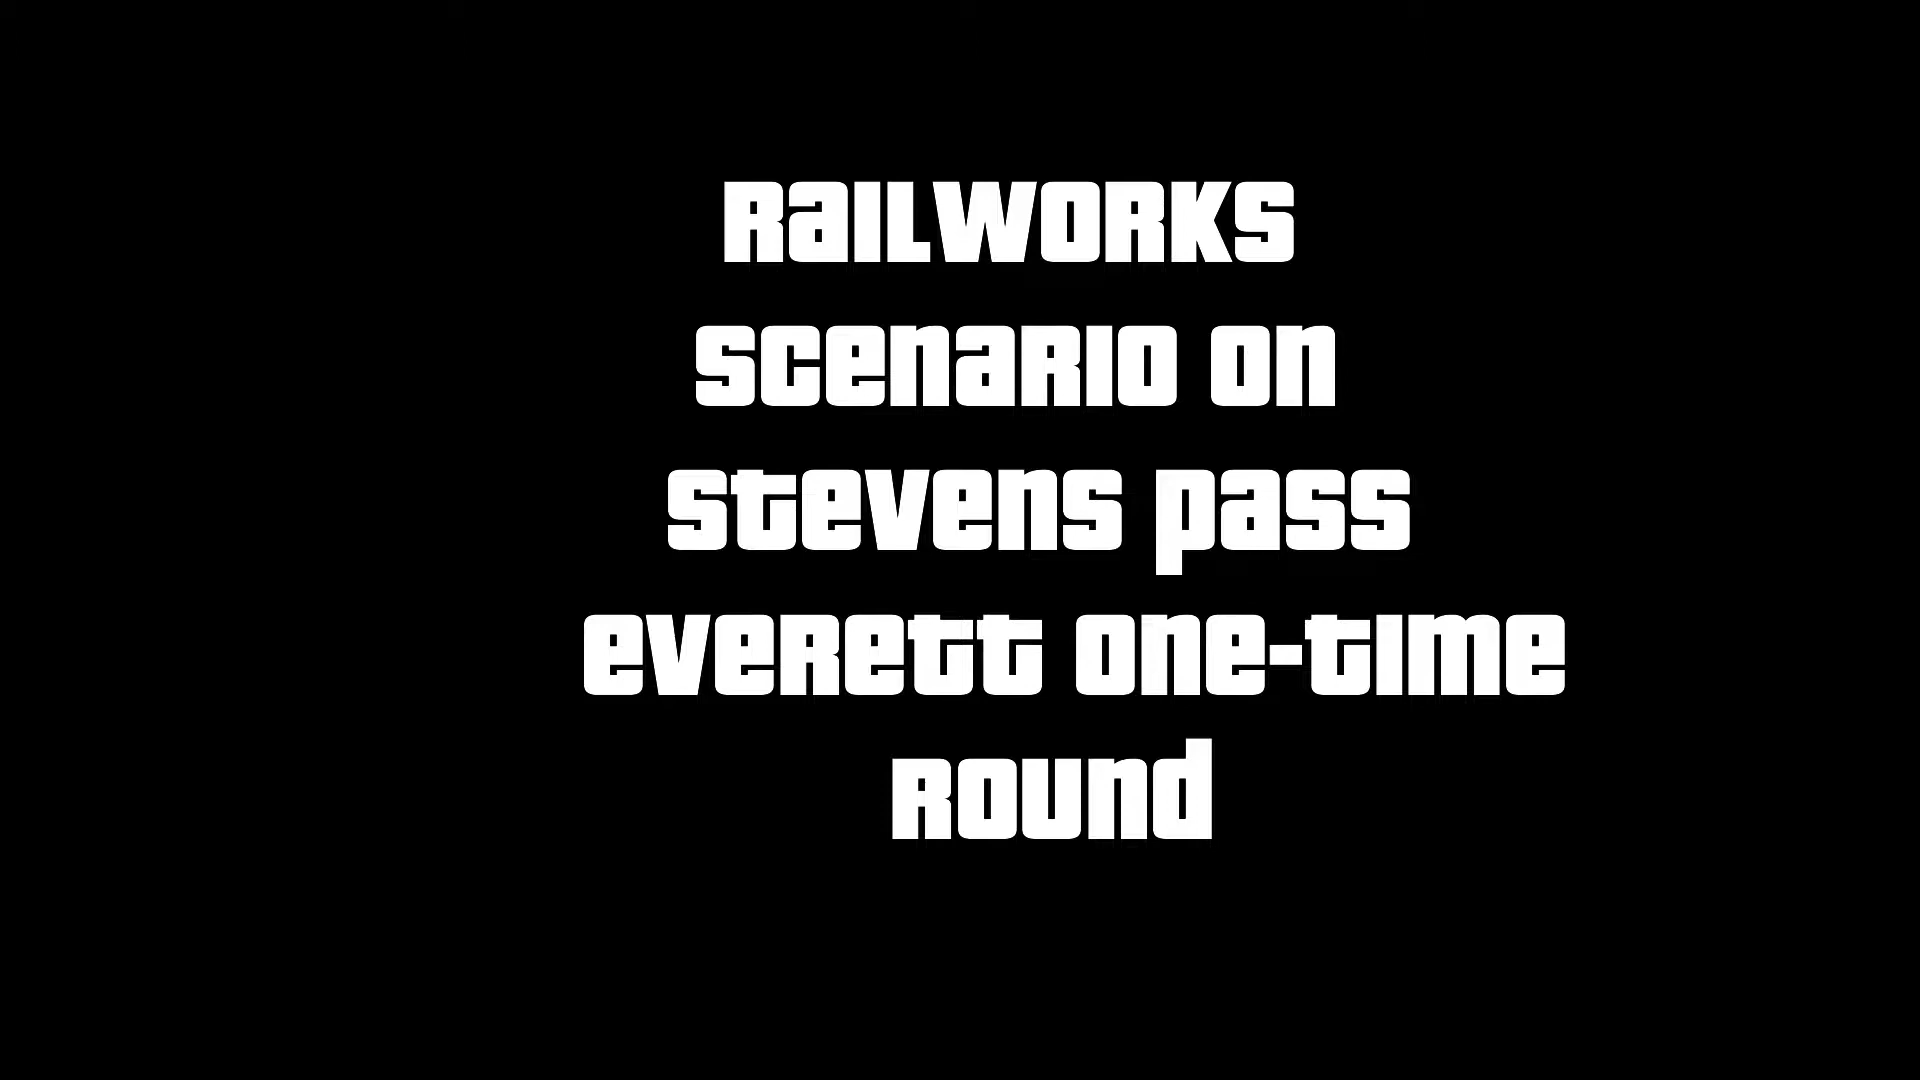 Railworks
scenario on
stevens pass
everett one-time
round